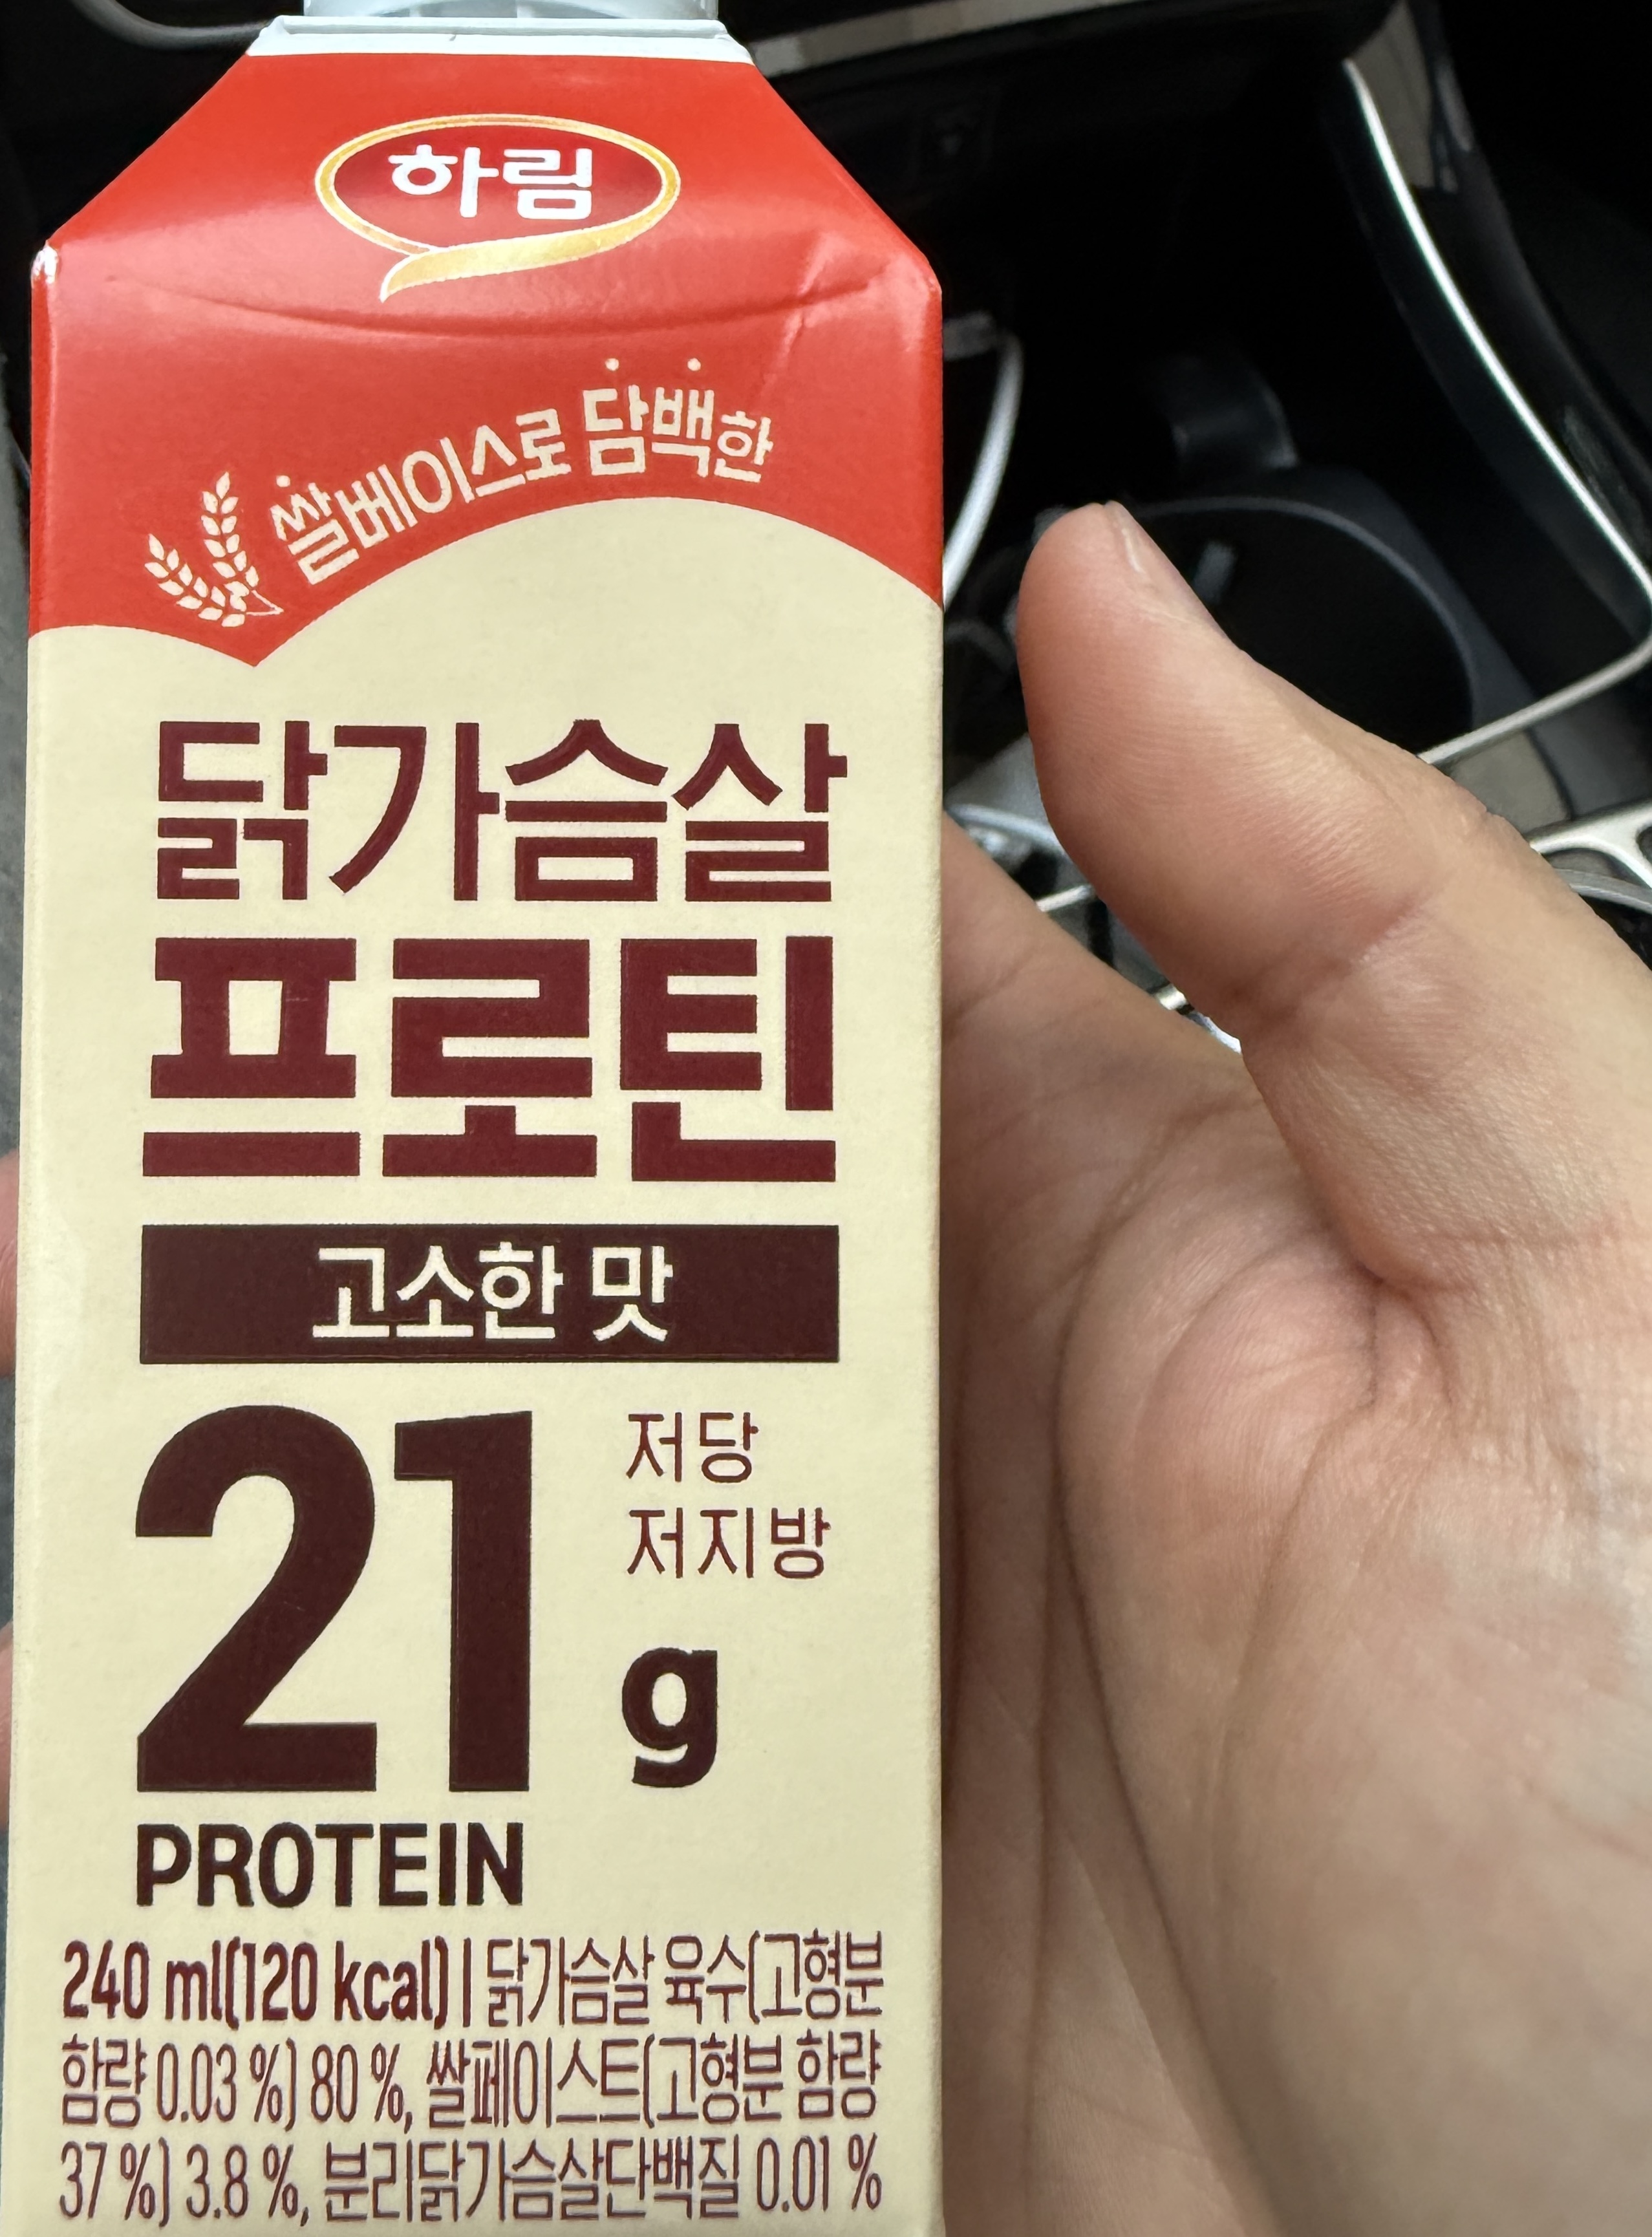 하림
쌀베이스로 담백한
닭가슴살
프로틴
고소한 맛
21 g
저당
저지방
PROTEIN
240 ml(120 kcal) | 닭가슴살 육수(고형분
함량 0.03 %) 80 %, 쌀페이스트(고형분 함량
37 %) 3.8 %, 분리닭가슴살단백질 0.01 %